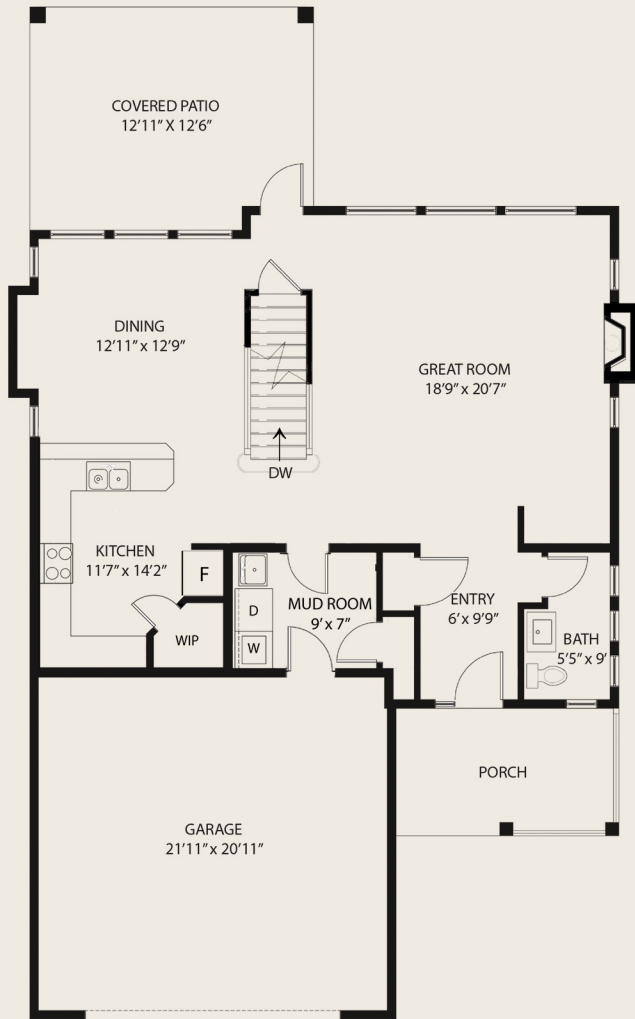 COVERED PATIO
12'11" X 12'6"
DINING
12'11" x 12'9"
GREAT ROOM
18'9" x 20'7"
DW
KITCHEN
11'7" x 14'2"
F
D
W
MUD ROOM
9' x 7'
WIP
ENTRY
6' x 9'9"
BATH
5'5" x 9'
PORCH
GARAGE
21'11" x 20'11"